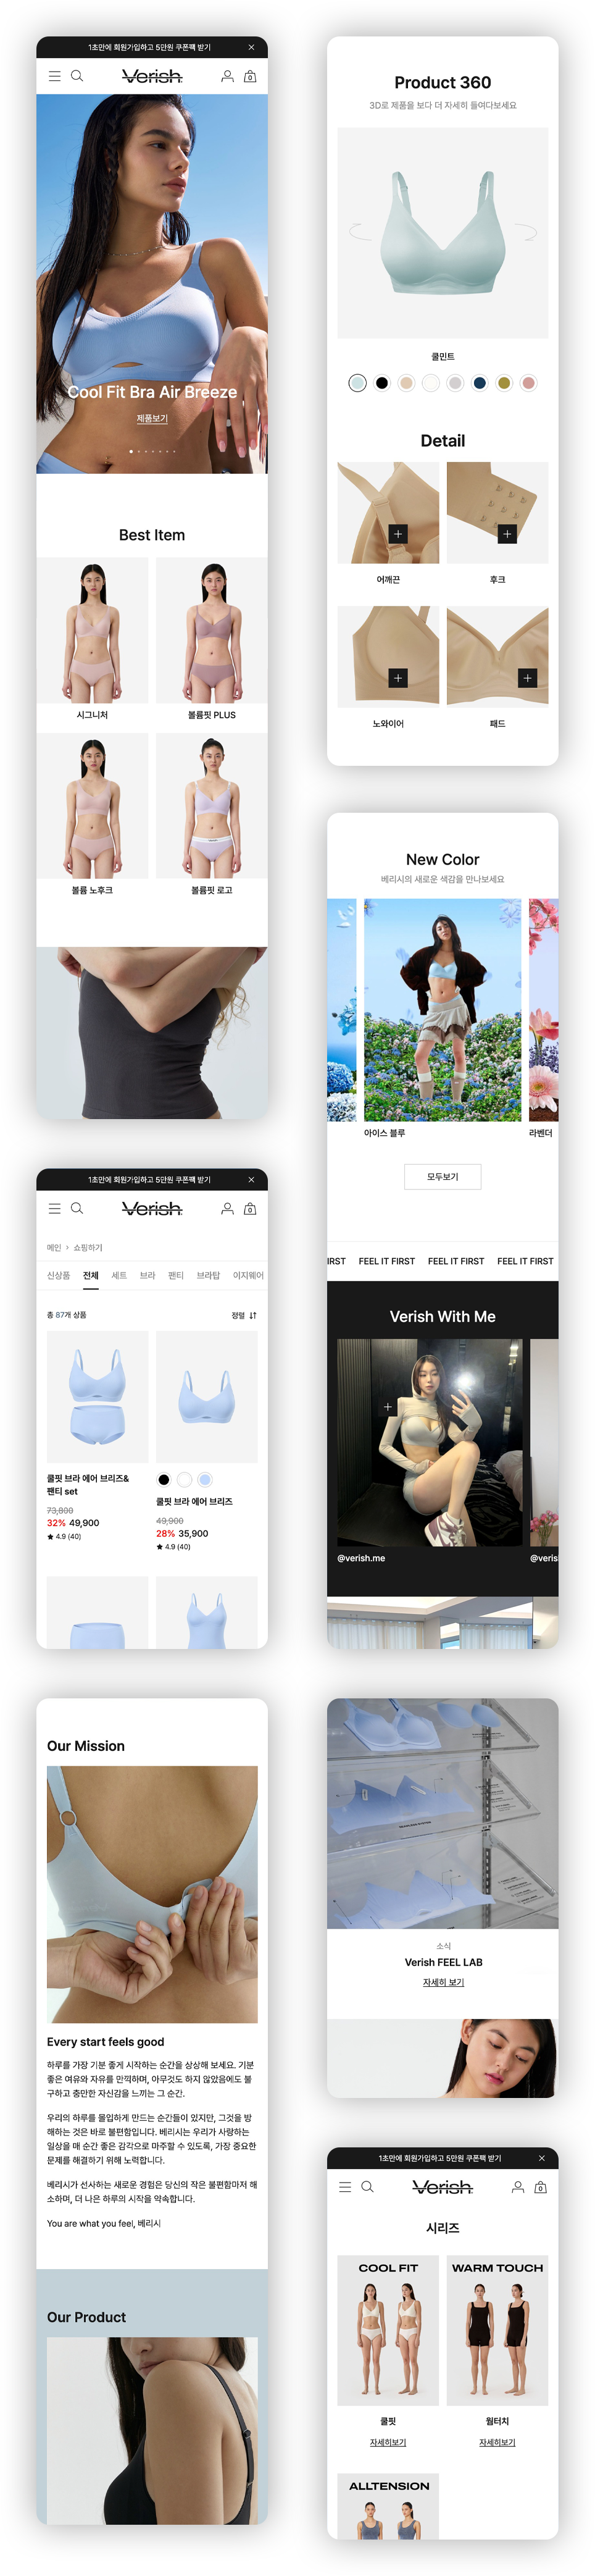 1초만에 회원가입하고 5만원 쿠폰팩 받기
Verish
0
Cool Fit Bra Air Breeze
제품보기
Best Item
시그니처
볼륨핏 PLUS
볼륨 노후크
볼륨핏 로고
1초만에 회원가입하고 5만원 쿠폰팩 받기
Verish
0
메인 > 쇼핑하기
신상품 전체 세트 브라 팬티 브라탑 이지웨어
총 87개 상품
정렬
쿨핏 브라 에어 브리즈&
팬티 set
73,800
32% 49,900
4.9 (40)
쿨핏 브라 에어 브리즈
49,900
28% 35,900
4.9 (40)
Our Mission
Every start feels good
하루를 가장 기분 좋게 시작하는 순간을 상상해 보세요. 기분
좋은 여유와 자유를 만끽하며, 아무것도 하지 않았음에도 불
구하고 충만한 자신감을 느끼는 그 순간.
우리의 하루를 몰입하게 만드는 순간들이 있지만, 그것을 방
해하는 것은 바로 불편함입니다. 베리시는 우리가 사랑하는
일상을 매 순간 좋은 감각으로 마주할 수 있도록, 가장 중요한
문제를 해결하기 위해 노력합니다.
베리시가 선사하는 새로운 경험은 당신의 작은 불편함마저 해
소하며, 더 나은 하루의 시작을 약속합니다.
You are what you feel, 베리시
Our Product
Product 360
3D로 제품을 보다 더 자세히 들여다보세요
쿨민트
Detail
어깨끈
후크
노와이어
패드
New Color
베리시의 새로운 색감을 만나보세요
아이스 블루
라벤더
모두보기
IRST FEEL IT FIRST FEEL IT FIRST FEEL IT FIRST
Verish With Me
@verish.me
@veris
소식
Verish FEEL LAB
자세히 보기
1초만에 회원가입하고 5만원 쿠폰팩 받기
Verish
0
시리즈
COOL FIT
쿨핏
자세히보기
WARM TOUCH
웜터치
자세히보기
ALLTENSION